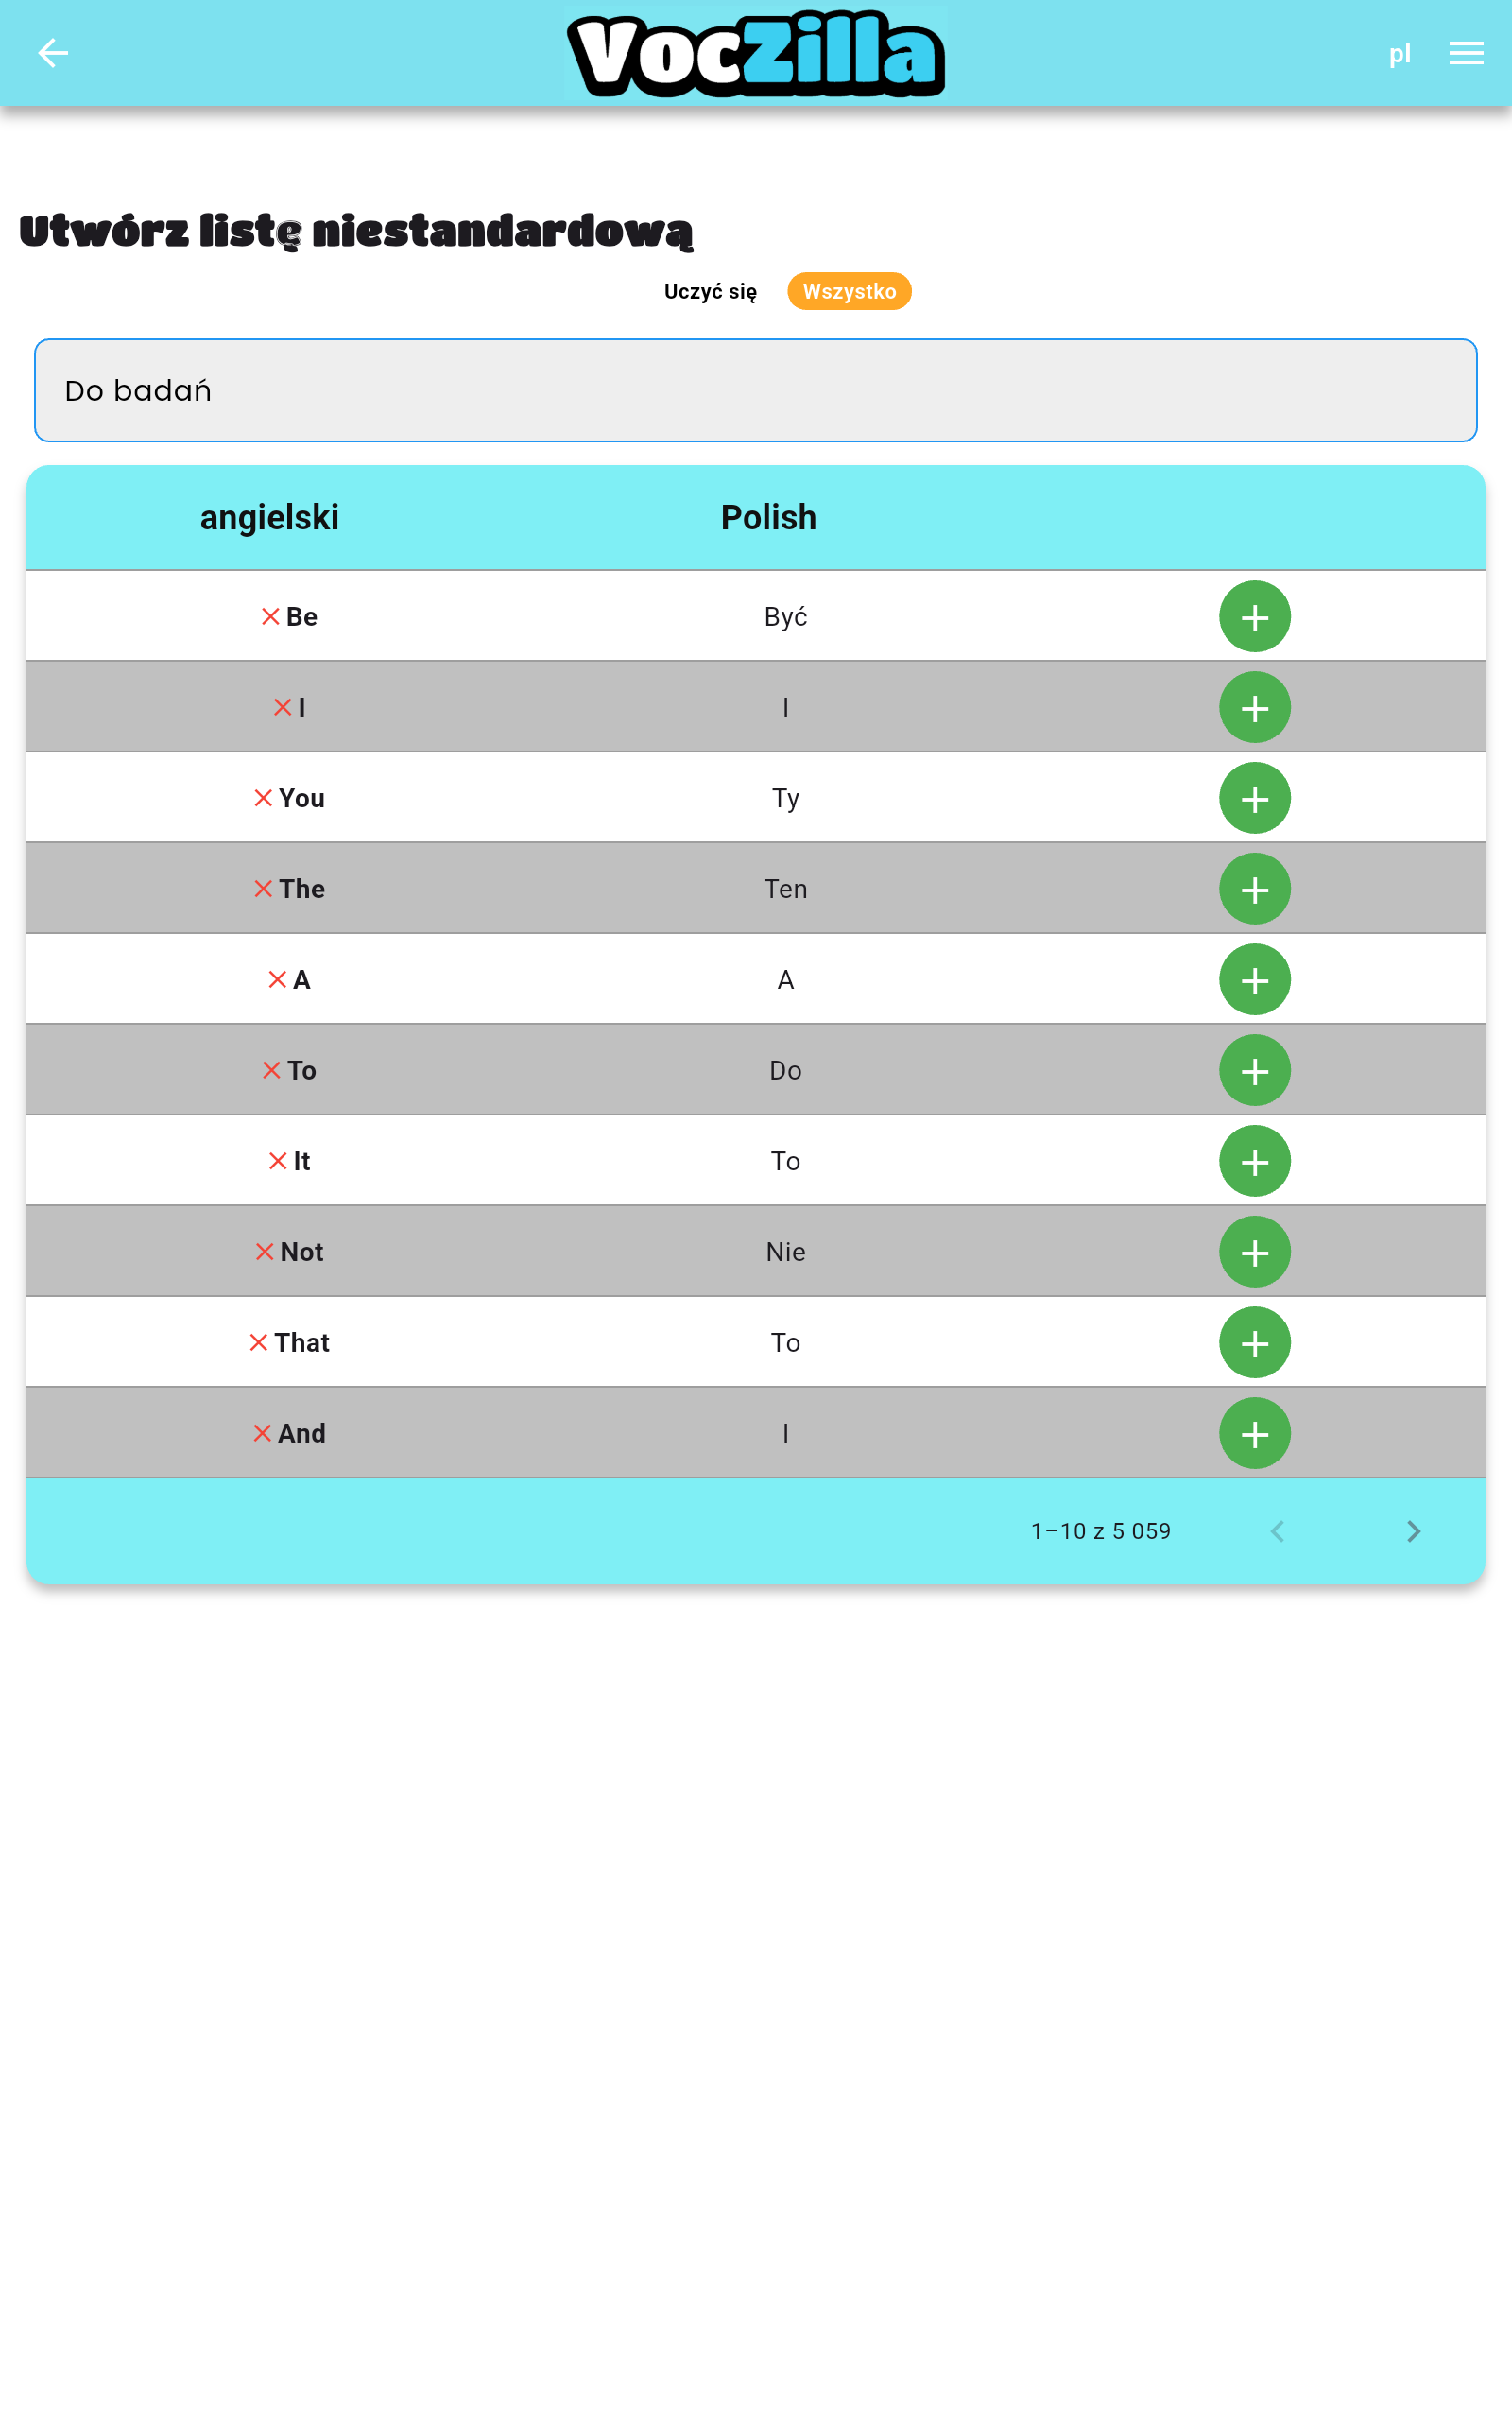 VocZilla
pl
Utwórz listę niestandardową
Uczyć się Wszystko
Do badań
angielski Polish
Be Być
I I
You Ty
The Ten
A A
To Do
It To
Not Nie
That To
And I
1–10 z 5 059